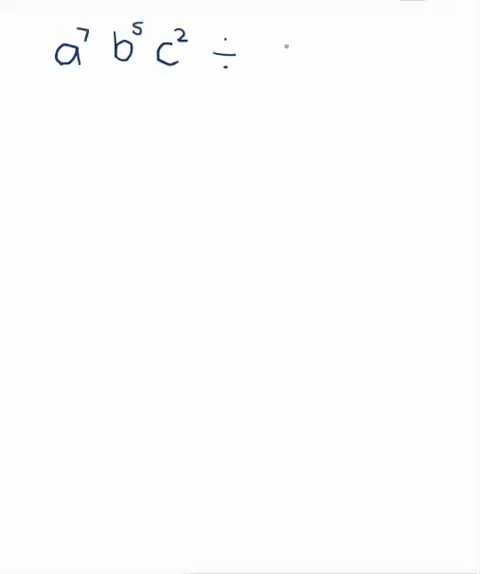 a⁷ b⁵ c² ÷